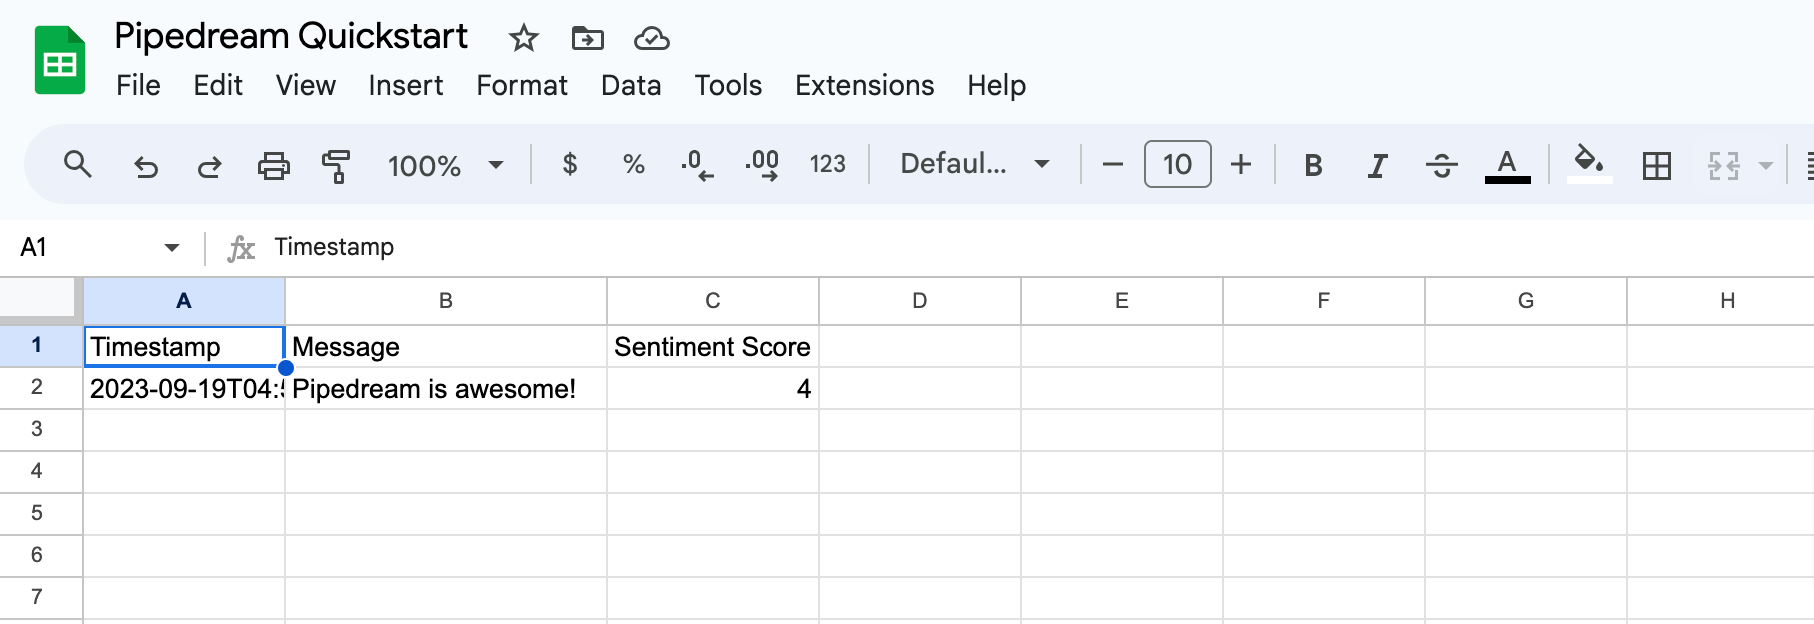 Pipedream Quickstart
File Edit View Insert Format Data Tools Extensions Help
100% $ % .0 .00 123 Defaul... 10 B I S A
A1 fx Timestamp
A B C D E F G H
1 Timestamp Message Sentiment Score
2 2023-09-19T04: Pipedream is awesome! 4
3
4
5
6
7